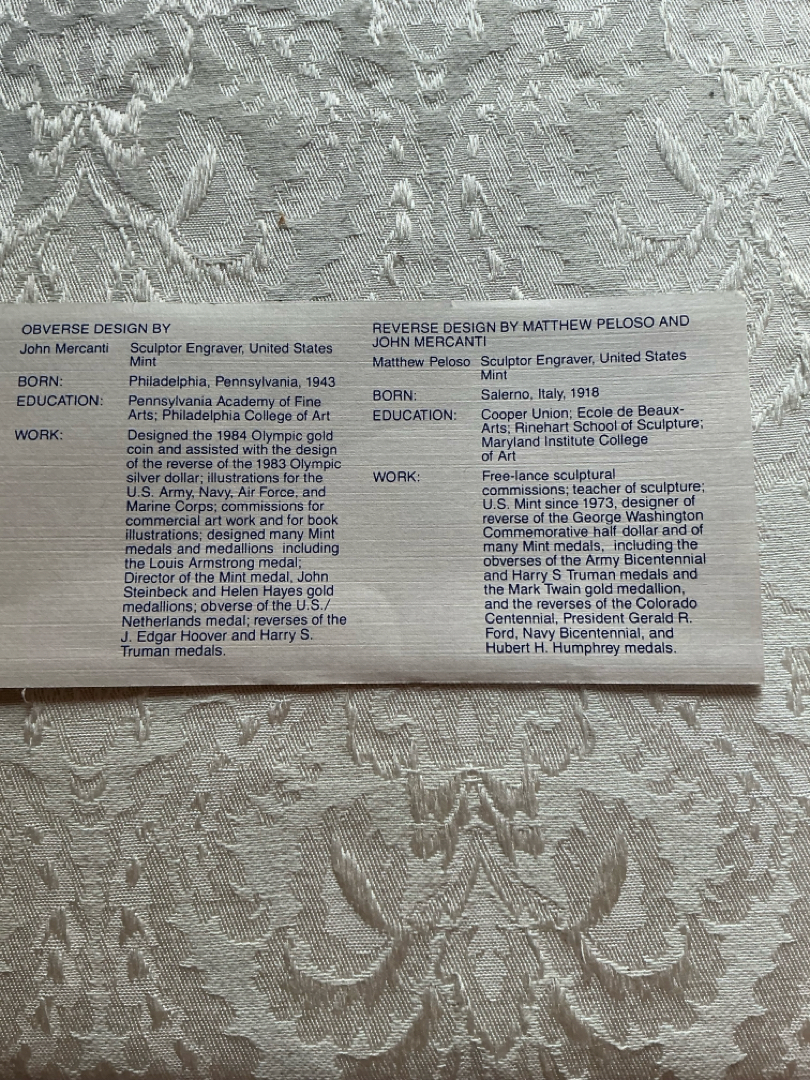 OBVERSE DESIGN BY
John Mercanti Sculptor Engraver, United States
Mint
BORN: Philadelphia, Pennsylvania, 1943
EDUCATION: Pennsylvania Academy of Fine
Arts; Philadelphia College of Art
WORK: Designed the 1984 Olympic gold
coin and assisted with the design
of the reverse of the 1983 Olympic
silver dollar; illustrations for the
U.S. Army, Navy, Air Force, and
Marine Corps; commissions for
commercial art work and for book
illustrations; designed many Mint
medals and medallions including
the Louis Armstrong medal;
Director of the Mint medal, John
Steinbeck and Helen Hayes gold
medallions; obverse of the U.S./
Netherlands medal; reverses of the
J. Edgar Hoover and Harry S.
Truman medals.
REVERSE DESIGN BY MATTHEW PELOSO AND
JOHN MERCANTI
Matthew Peloso Sculptor Engraver, United States
Mint
BORN: Salerno, Italy, 1918
EDUCATION: Cooper Union; Ecole de Beaux-
Arts; Rinehart School of Sculpture;
Maryland Institute College
of Art
WORK: Free-lance sculptural
commissions; teacher of sculpture;
U.S. Mint since 1973, designer of
reverse of the George Washington
Commemorative half dollar and of
many Mint medals, including the
obverses of the Army Bicentennial
and Harry S Truman medals and
the Mark Twain gold medallion,
and the reverses of the Colorado
Centennial, President Gerald R.
Ford, Navy Bicentennial, and
Hubert H. Humphrey medals.